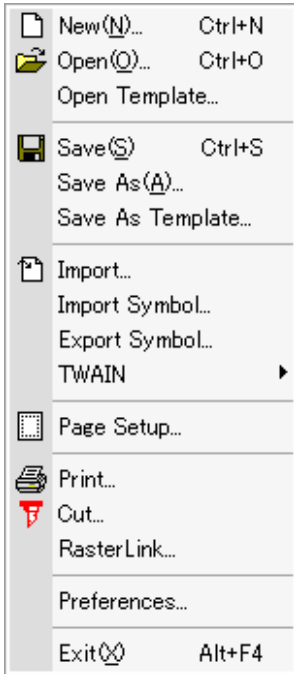 New(N)... Ctrl+N
Open(O)... Ctrl+O
Open Template...
Save(S) Ctrl+S
Save As(A)...
Save As Template...
Import...
Import Symbol...
Export Symbol...
TWAIN
Page Setup...
Print...
Cut...
RasterLink...
Preferences...
Exit(X) Alt+F4